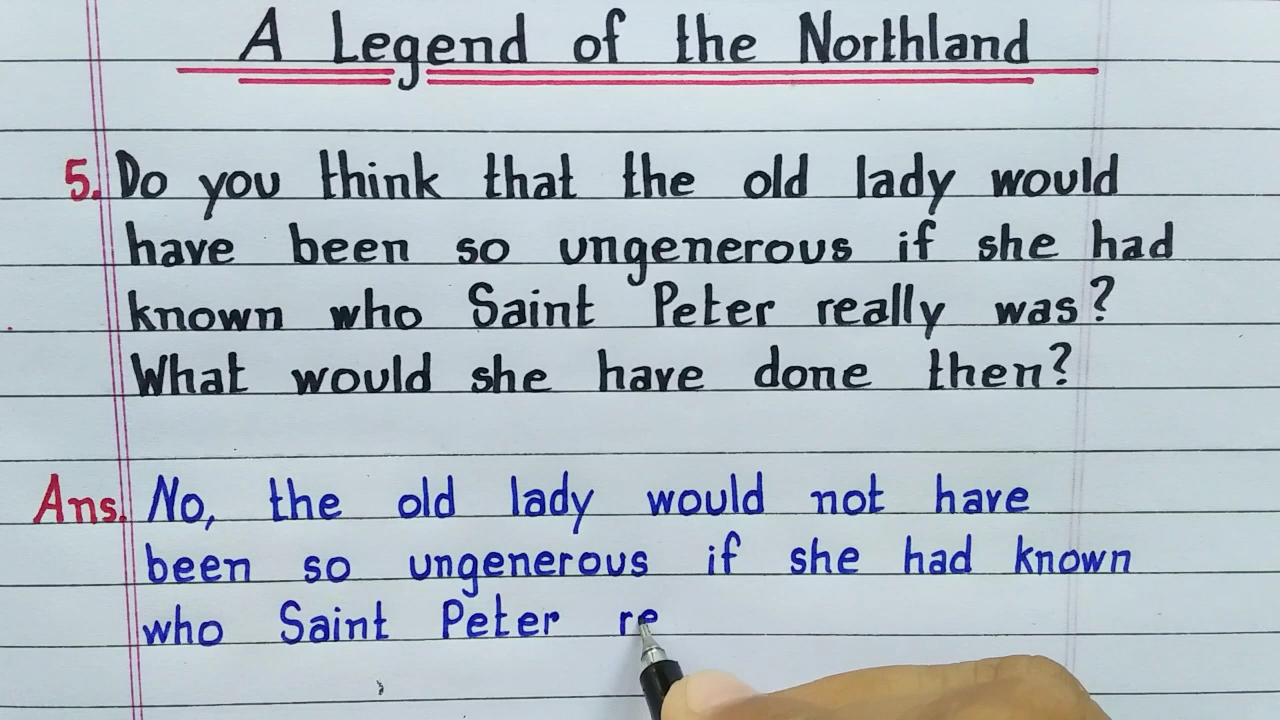 A Legend of the Northland
5. Do you think that the old lady would
have been so ungenerous if she had
known who Saint Peter really was?
What would she have done then?
Ans. No, the old lady would not have
been so ungenerous if she had known
who Saint Peter re